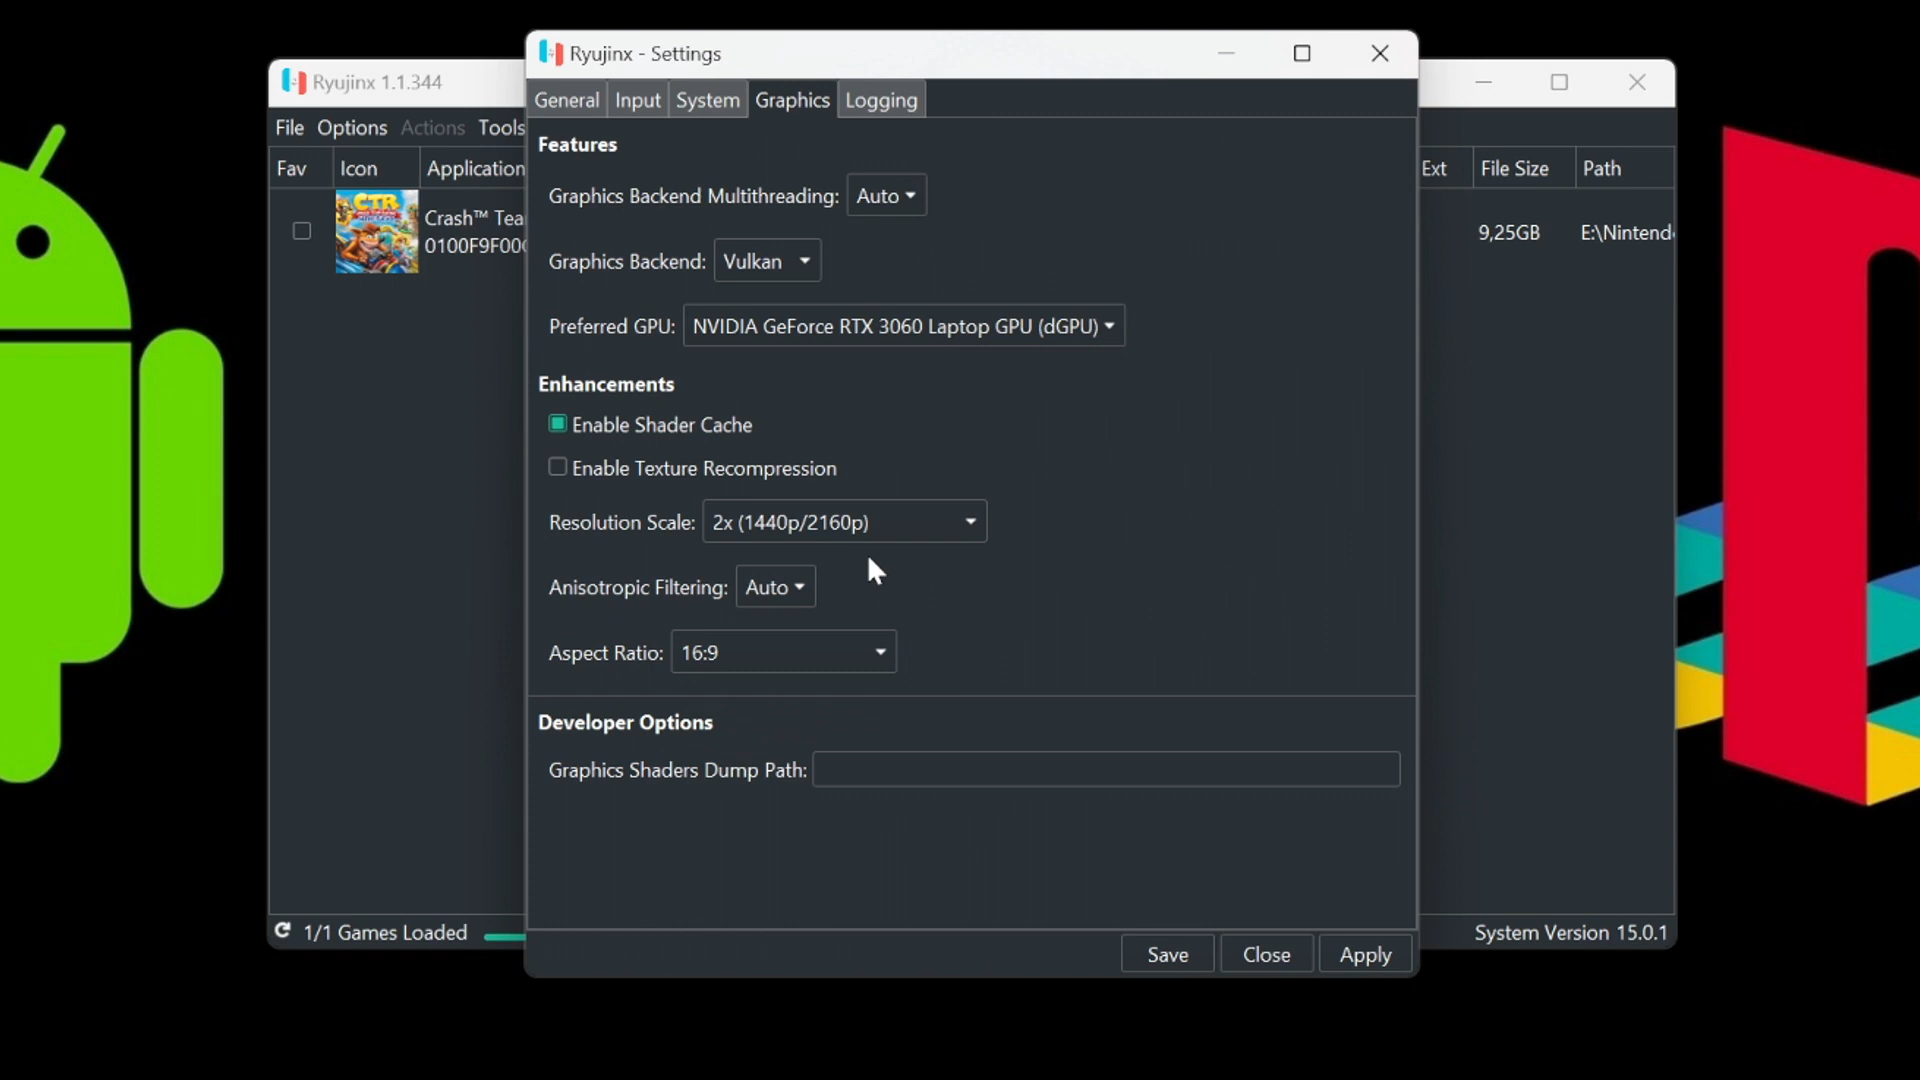 Ryujinx - Settings
Ryujinx 1.1.344
File Options Actions Tools
Fav Icon Application
CTR
Crash™ Tea
0100F9F00
General Input System Graphics Logging
Features
Graphics Backend Multithreading: Auto
Graphics Backend: Vulkan
Preferred GPU: NVIDIA GeForce RTX 3060 Laptop GPU (dGPU)
Enhancements
Enable Shader Cache
Enable Texture Recompression
Resolution Scale: 2x (1440p/2160p)
Anisotropic Filtering: Auto
Aspect Ratio: 16:9
Developer Options
Graphics Shaders Dump Path:
Save Close Apply
Ext File Size Path
9,25GB E:\Nintend
1/1 Games Loaded
System Version 15.0.1